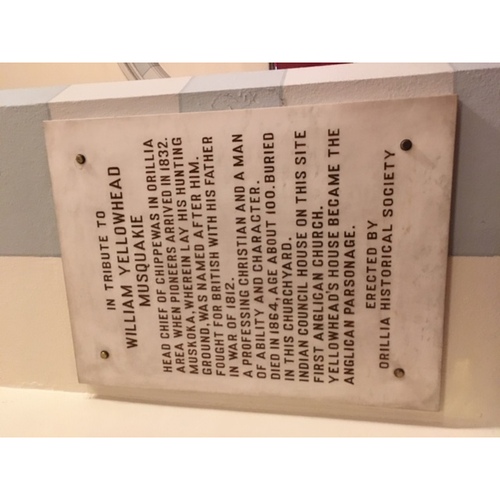 IN TRIBUTE TO
WILLIAM YELLOWHEAD
MUSQUAKIE
HEAD CHIEF OF CHIPPEWAS IN ORILLIA
AREA WHEN PIONEERS ARRIVED IN 1832.
MUSKOKA, WHEREIN LAY HIS HUNTING
GROUND, WAS NAMED AFTER HIM.
FOUGHT FOR BRITISH WITH HIS FATHER
IN WAR OF 1812.
A PROFESSING CHRISTIAN AND A MAN
OF ABILITY AND CHARACTER.
DIED IN 1864, AGE ABOUT 100. BURIED
IN THIS CHURCHYARD.
INDIAN COUNCIL HOUSE ON THIS SITE
FIRST ANGLICAN CHURCH.
YELLOWHEAD'S HOUSE BECAME THE
ANGLICAN PARSONAGE.
ERECTED BY
ORILLIA HISTORICAL SOCIETY